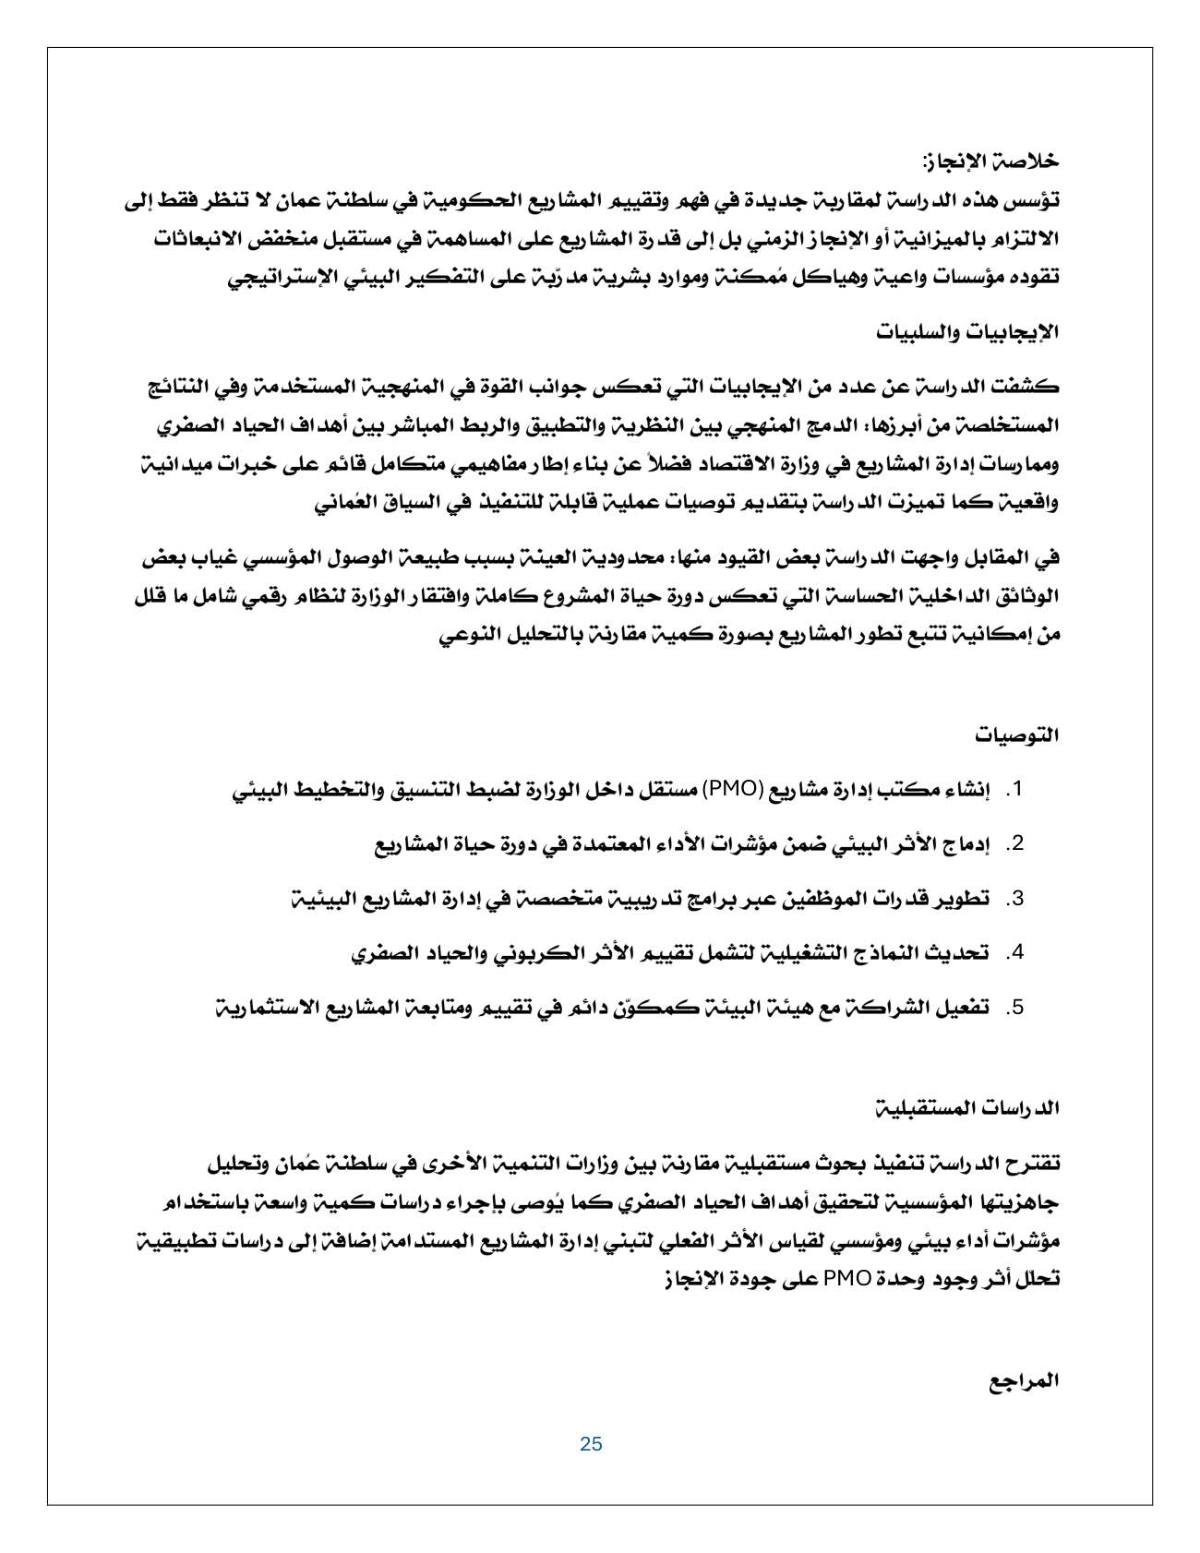 خلاصة الإنجاز:
تؤسس هذه الدراسة لمقاربة جديدة في فهم وتقييم المشاريع الحكومية في سلطنة عمان لا تنظر فقط إلى
الالتزام بالميزانية أو الإنجاز الزمني بل إلى قدرة المشاريع على المساهمة في مستقبل منخفض الانبعاثات
تقوده مؤسسات واعية وهياكل مُمكنة وموارد بشرية مدرّبة على التفكير البيئي الإستراتيجي
الإيجابيات والسلبيات
كشفت الدراسة عن عدد من الإيجابيات التي تعكس جوانب القوة في المنهجية المستخدمة وفي النتائج
المستخلصة من أبرزها: الدمج المنهجي بين النظرية والتطبيق والربط المباشر بين أهداف الحياد الصفري
وممارسات إدارة المشاريع في وزارة الاقتصاد فضلاً عن بناء إطار مفاهيمي متكامل قائم على خبرات ميدانية
واقعية كما تميزت الدراسة بتقديم توصيات عملية قابلة للتنفيذ في السياق العُماني
في المقابل واجهت الدراسة بعض القيود منها: محدودية العينة بسبب طبيعة الوصول المؤسسي غياب بعض
الوثائق الداخلية الحساسة التي تعكس دورة حياة المشروع كاملة وافتقار الوزارة لنظام رقمي شامل ما قلل
من إمكانية تتبع تطور المشاريع بصورة كمية مقارنة بالتحليل النوعي
التوصيات
1. إنشاء مكتب إدارة مشاريع (PMO) مستقل داخل الوزارة لضبط التنسيق والتخطيط البيئي
2. إدماج الأثر البيئي ضمن مؤشرات الأداء المعتمدة في دورة حياة المشاريع
3. تطوير قدرات الموظفين عبر برامج تدريبية متخصصة في إدارة المشاريع البيئية
4. تحديث النماذج التشغيلية لتشمل تقييم الأثر الكربوني والحياد الصفري
5. تفعيل الشراكة مع هيئة البيئة كمكوّن دائم في تقييم ومتابعة المشاريع الاستثمارية
الدراسات المستقبلية
تقترح الدراسة تنفيذ بحوث مستقبلية مقارنة بين وزارات التنمية الأخرى في سلطنة عُمان وتحليل
جاهزيتها المؤسسية لتحقيق أهداف الحياد الصفري كما يُوصى بإجراء دراسات كمية واسعة باستخدام
مؤشرات أداء بيئي ومؤسسي لقياس الأثر الفعلي لتبني إدارة المشاريع المستدامة إضافة إلى دراسات تطبيقية
تحلّل أثر وجود وحدة PMO على جودة الإنجاز
المراجع
25